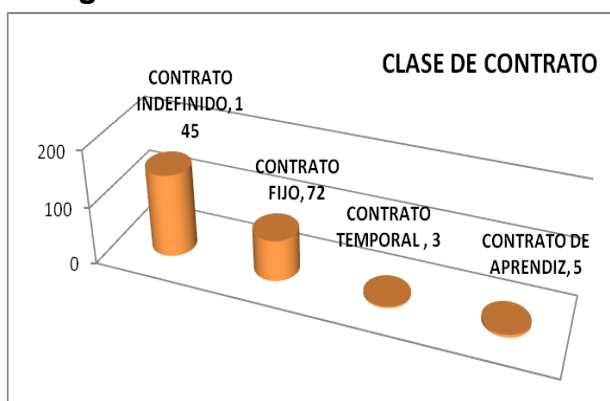 CLASE DE CONTRATO
CONTRATO
INDEFINIDO, 1
45
CONTRATO
FIJO, 72
CONTRATO
TEMPORAL , 3
CONTRATO DE
APRENDIZ, 5
200
100
0